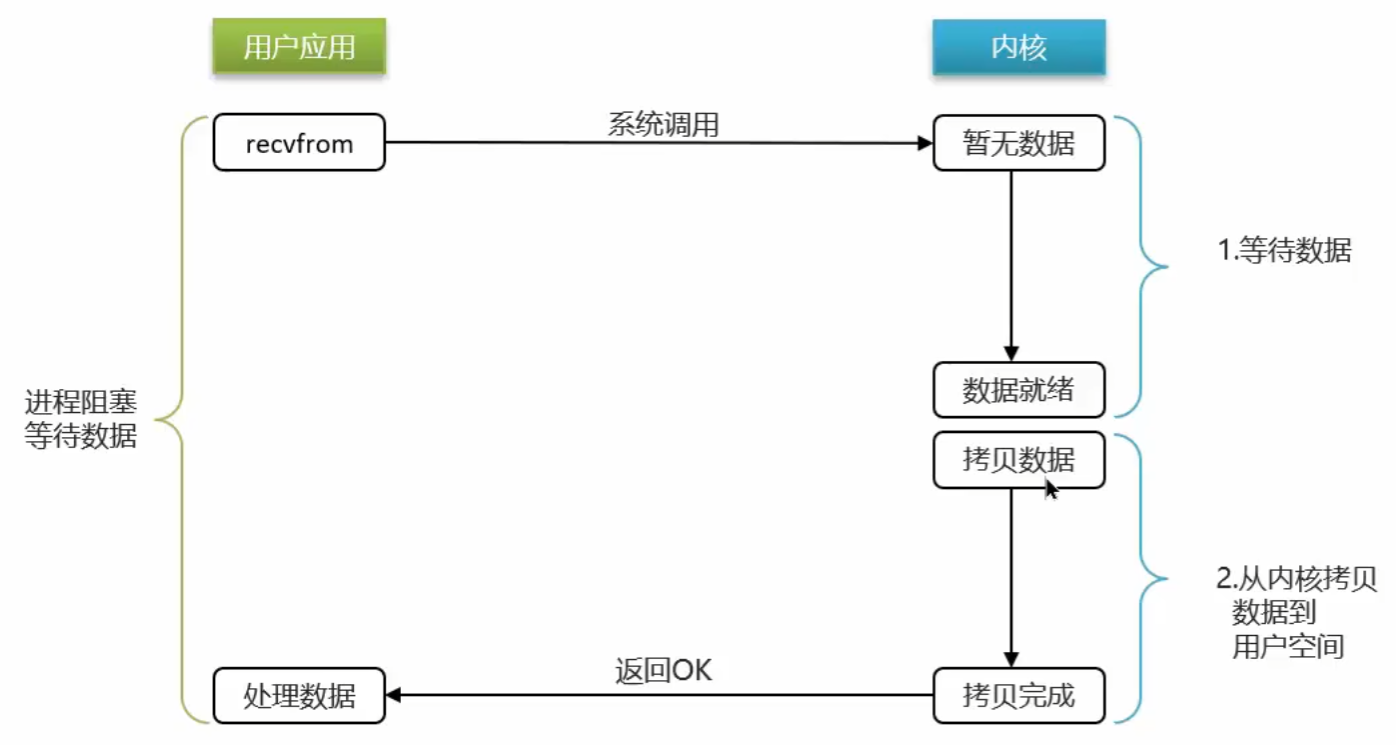 用户应用
内核
recvfrom
系统调用
暂无数据
1.等待数据
数据就绪
进程阻塞
等待数据
拷贝数据
2.从内核拷贝
数据到
用户空间
处理数据
返回OK
拷贝完成